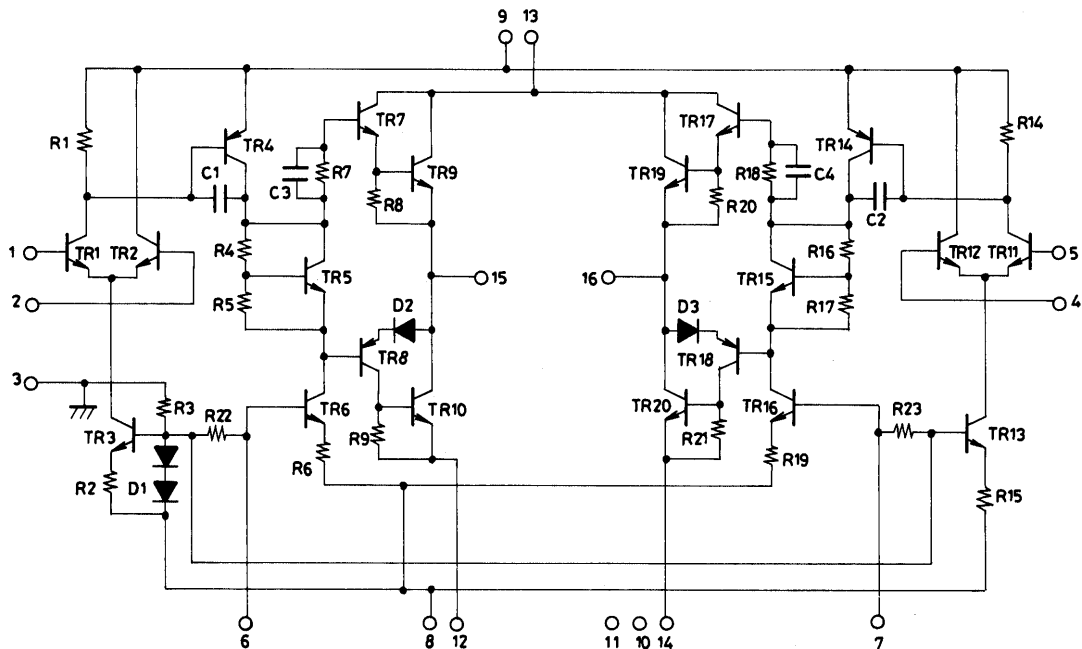 9 13
R1 TR4 TR7 TR17 TR14 R14
C1 C3 R7 R8 TR9 TR19 R20 R18 C4 C2
1 TR1 TR2 R4 TR5 15 16 TR15 R16 TR12 TR11 5
2 R5 D2 D3 R17 4
TR8 TR18
3 R3 R22 TR6 TR10 TR20 TR16 R23
TR3 R9 R21 TR13
R2 D1 R6 R19 R15
6 8 12 11 10 14 7